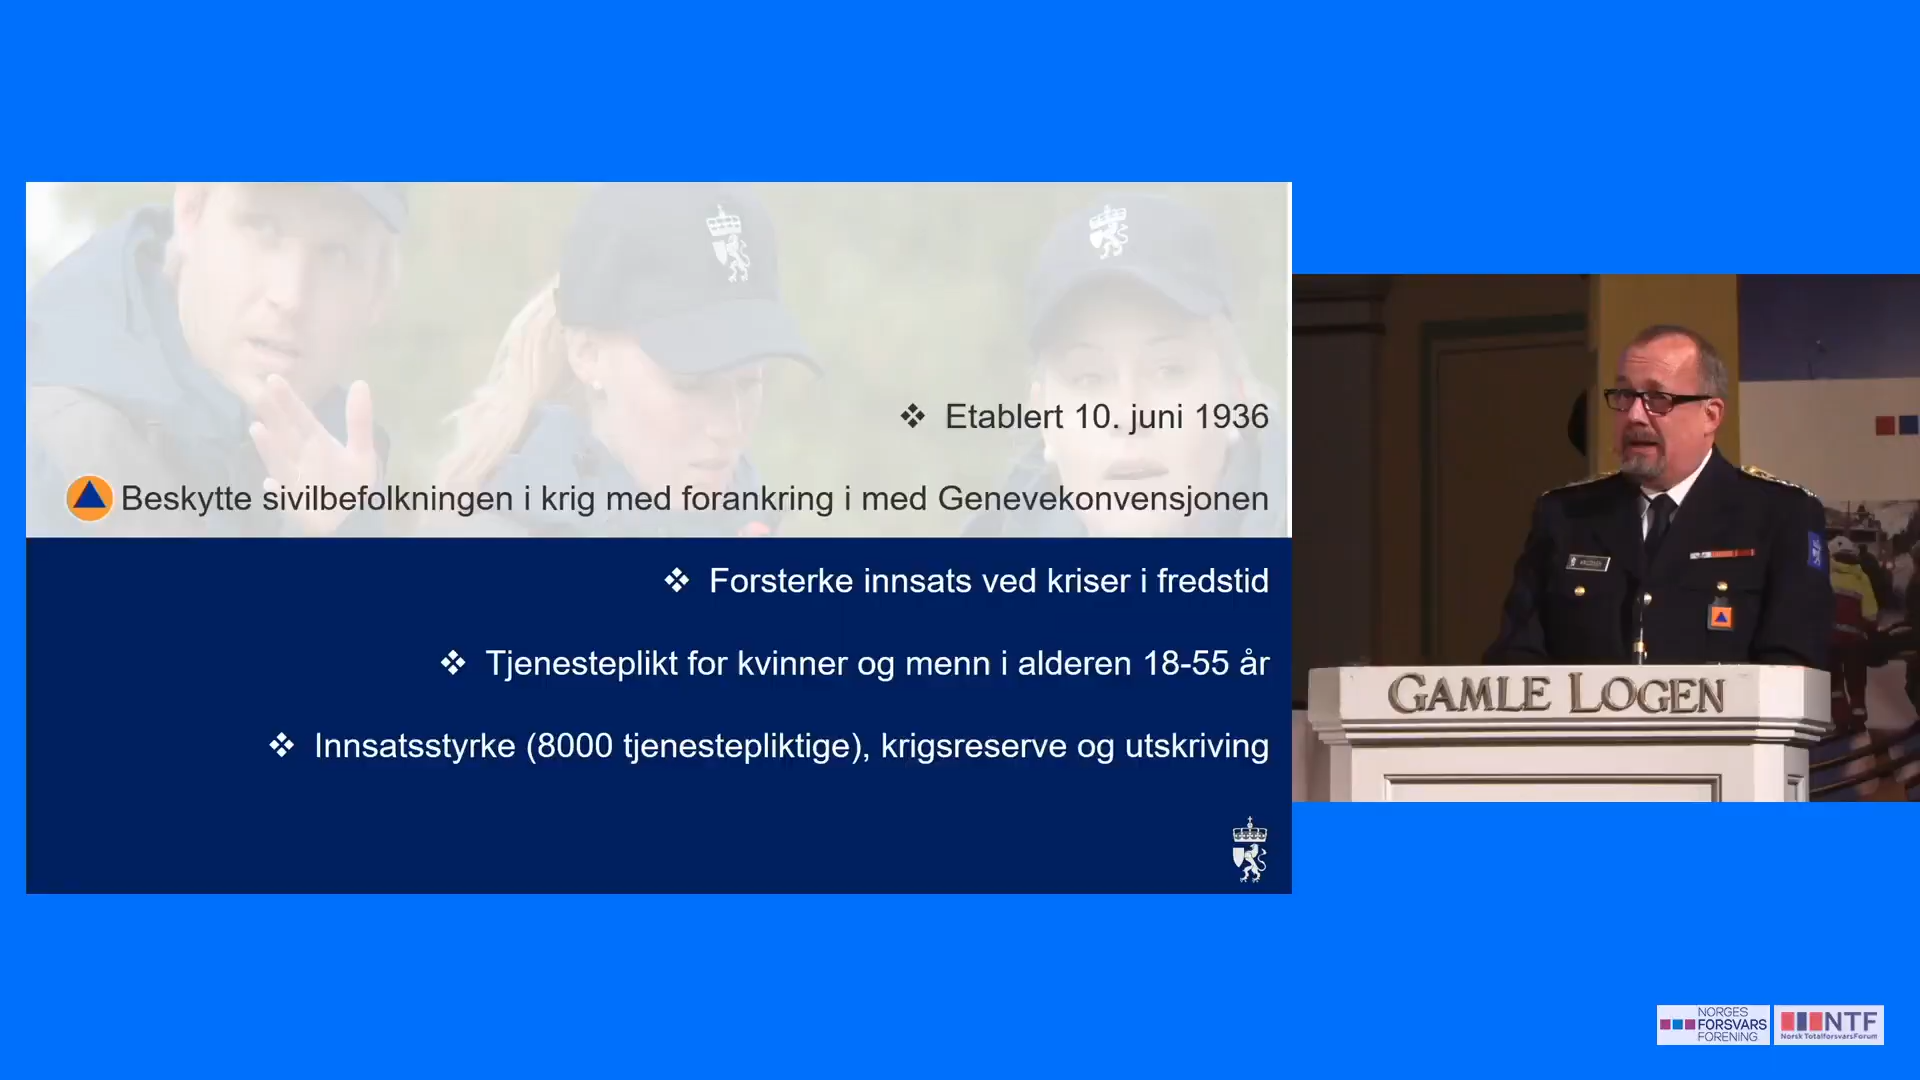 Etablert 10. juni 1936
Beskytte sivilbefolkningen i krig med forankring i med Genevekonvensjonen
Forsterke innsats ved kriser i fredstid
Tjenesteplikt for kvinner og menn i alderen 18-55 år
Innsatsstyrke (8000 tjenestepliktige), krigsreserve og utskriving
GAMLE LOGEN
NORGES
FORSVARS
FORENING
NTF
Norsk TotalforsvarsForum